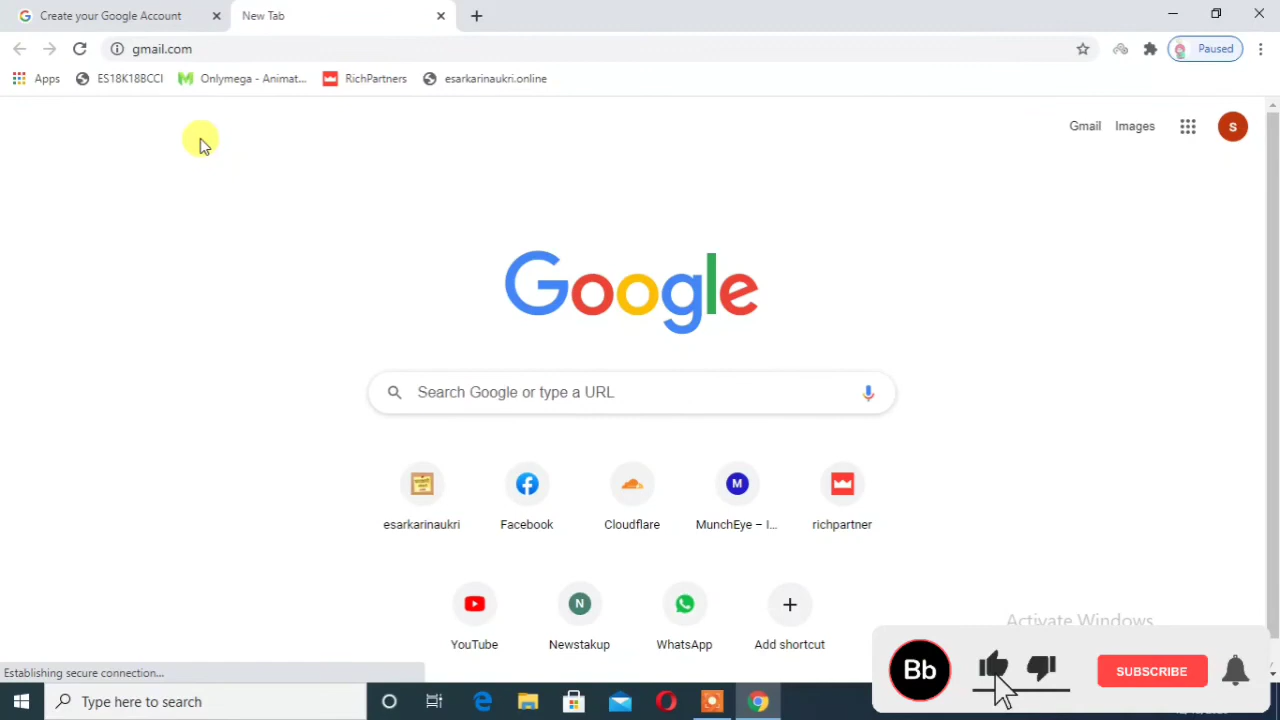 Create your Google Account
New Tab
gmail.com
Paused
Apps
ES18K18BCCI
Onlymega - Animat...
RichPartners
esarkarinaukri.online
Gmail
Images
S
Google
Search Google or type a URL
M
esarkarinaukri
Facebook
Cloudflare
MunchEye – I...
richpartner
N
YouTube
Newstakup
WhatsApp
Add shortcut
Activate Windows
Establishing secure connection...
Bb
SUBSCRIBE
Type here to search